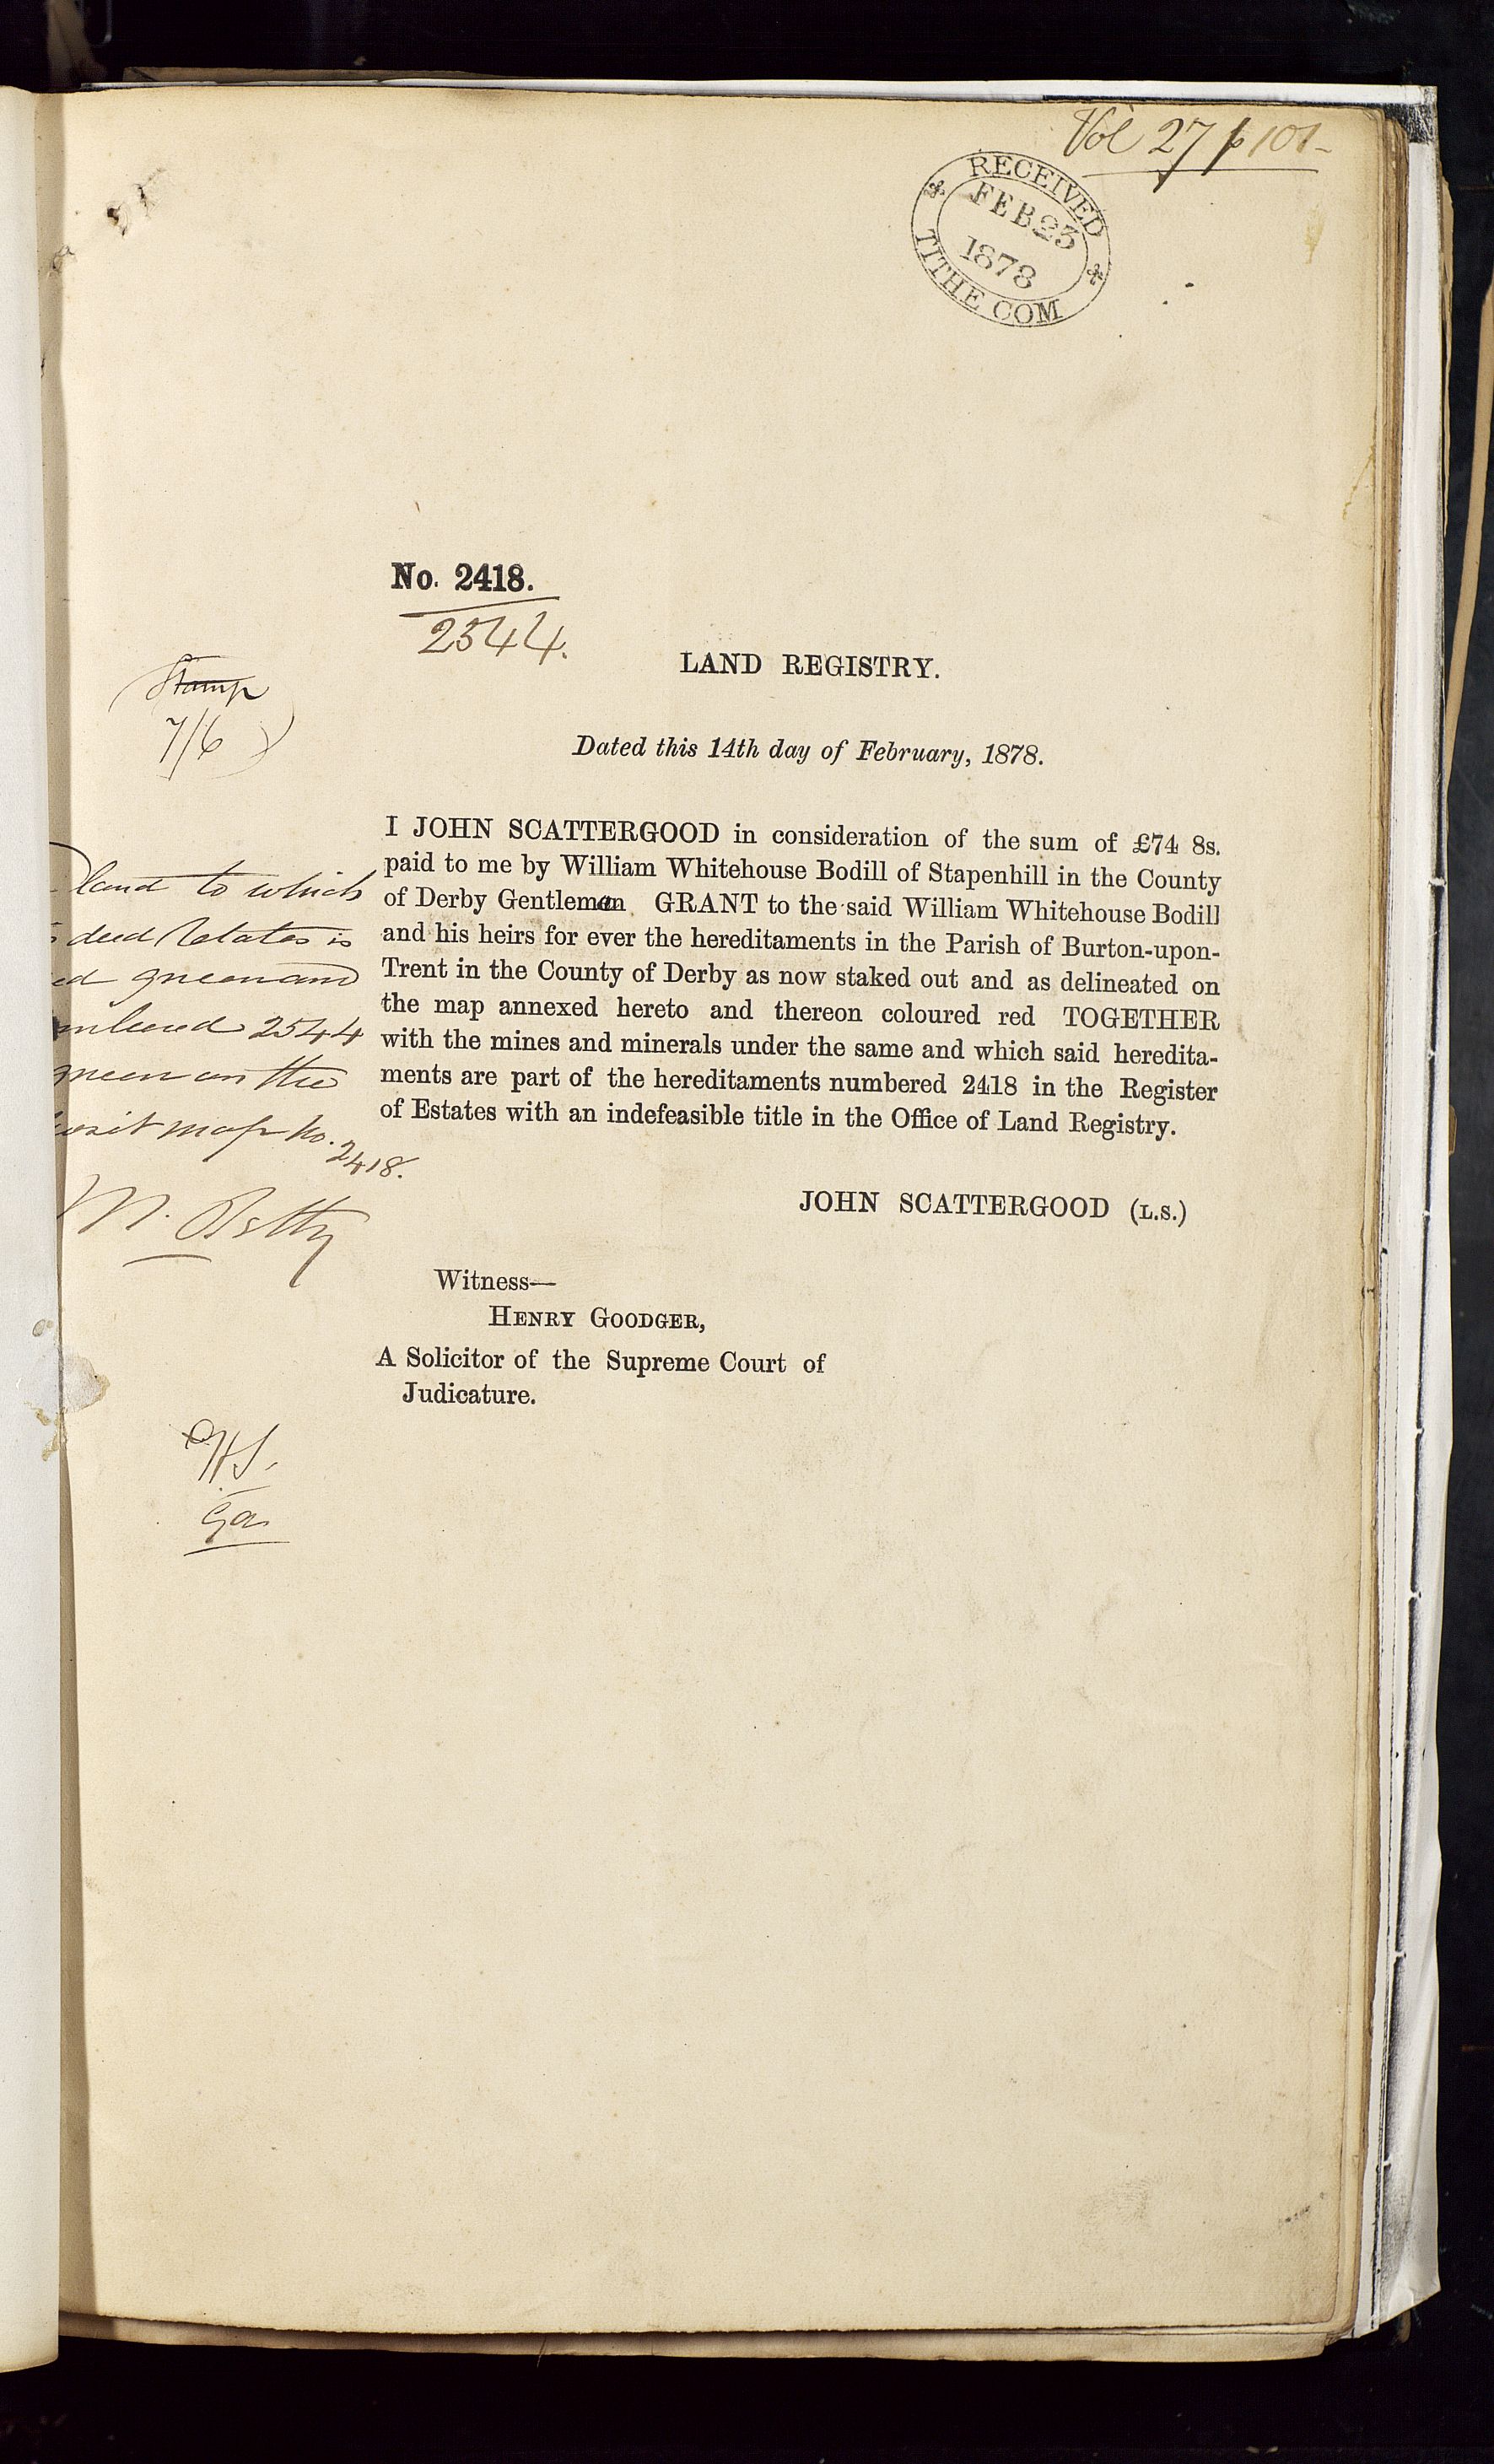 Vol 27 p 101-
RECEIVED
FEB 23
1878
TITHE COM
No. 2418.
2544.
LAND REGISTRY.
Stamp
7/6
Dated this 14th day of February, 1878.
I JOHN SCATTERGOOD in consideration of the sum of £74 8s.
paid to me by William Whitehouse Bodill of Stapenhill in the County
of Derby Gentleman GRANT to the said William Whitehouse Bodill
and his heirs for ever the hereditaments in the Parish of Burton-upon-
Trent in the County of Derby as now staked out and as delineated on
the map annexed hereto and thereon coloured red TOGETHER
with the mines and minerals under the same and which said heredita-
ments are part of the hereditaments numbered 2418 in the Register
of Estates with an indefeasible title in the Office of Land Registry.
land to which
deed relates is
ed green and
mbered 2544
green on the
posit map No. 2418.
JOHN SCATTERGOOD (L.S.)
Witness—
HENRY GOODGER,
A Solicitor of the Supreme Court of
Judicature.